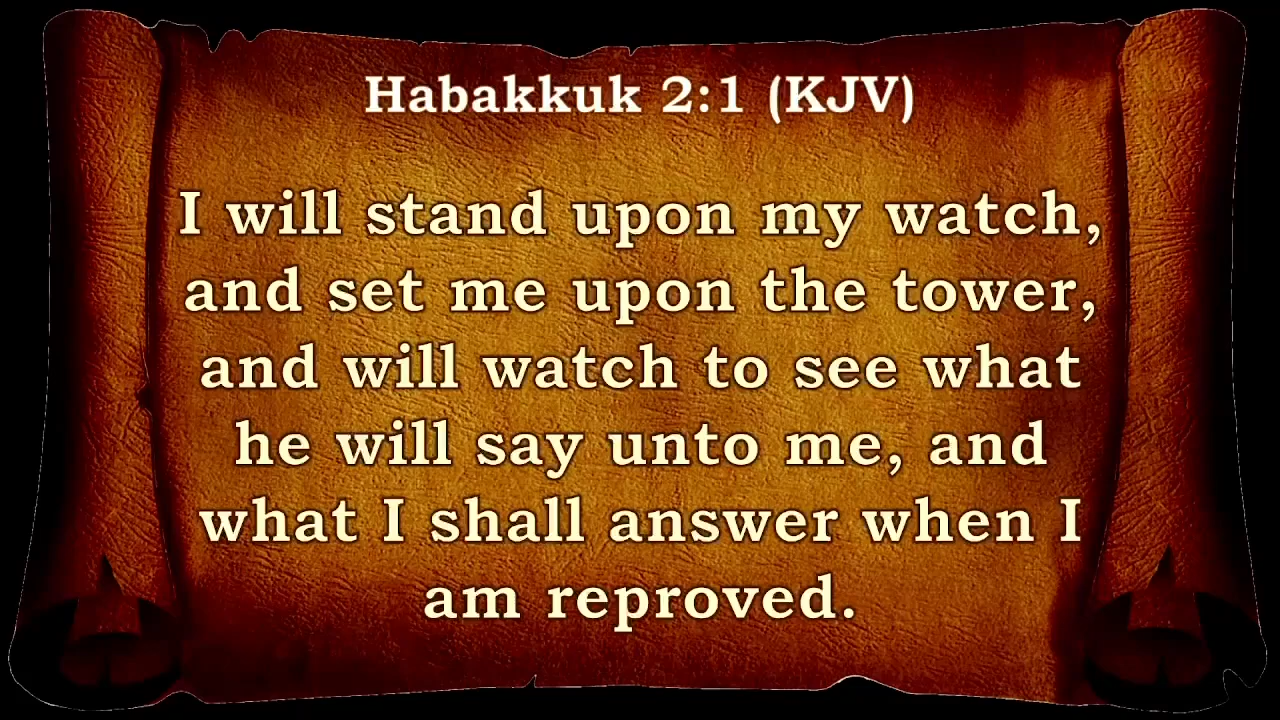 Habakkuk 2:1 (KJV)
I will stand upon my watch,
and set me upon the tower,
and will watch to see what
he will say unto me, and
what I shall answer when I
am reproved.